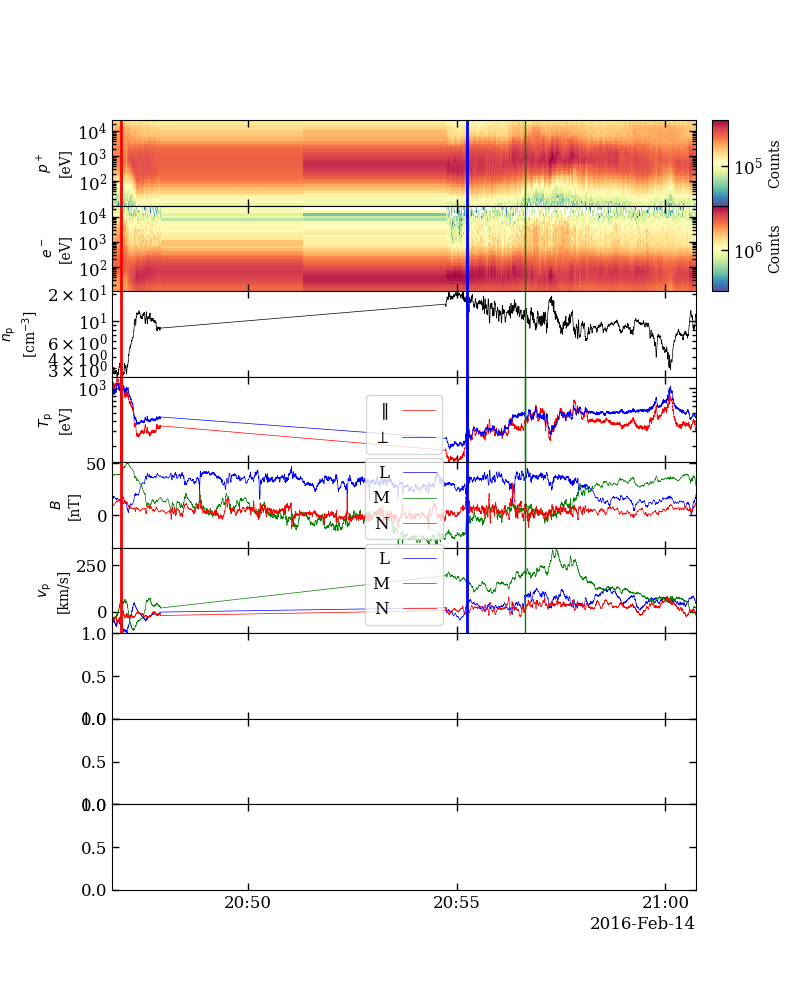 10⁴
10³
10²
p⁺
[eV]
10⁵
Counts
10⁴
10³
10²
e⁻
[eV]
10⁶
Counts
2 × 10¹
10¹
6 × 10⁰
4 × 10⁰
3 × 10⁰
nₚ
[cm⁻³]
10³
Tₚ
[eV]
∥
⊥
50
0
B
[nT]
L
M
N
250
0
vₚ
[km/s]
L
M
N
1.0
0.5
0.0
1.0
0.5
0.0
1.0
0.5
0.0
20:50
20:55
21:00
2016-Feb-14